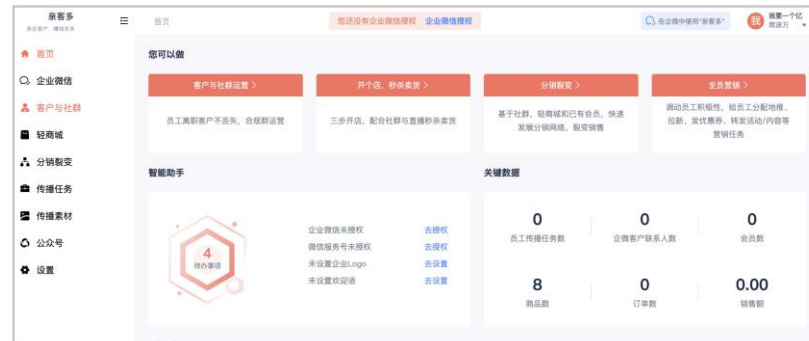 亲客多
首页
您还没有企业微信授权 企业微信授权
在企微中使用“亲客多”
我
我要一个亿
南波万
首页
企业微信
客户与社群
轻商城
分销裂变
传播任务
传播素材
公众号
设置
您可以做
客户与社群运营 >
员工离职客户不丢失、合规群运营
开个店，秒杀卖货 >
三步开店，配合社群与直播秒杀卖货
分销裂变 >
基于社群，轻商城和已有会员，快速
发展分销网络，裂变销售
全员营销 >
调动员工积极性，给员工分配地推、
拉新、发优惠券、转发活动/内容等
营销任务
智能助手
4
待办事项
企业微信未授权 去授权
微信服务号未授权 去授权
未设置企业Logo 去设置
未设置欢迎语 去设置
关键数据
0
员工传播任务数
0
企微客户联系人数
0
会员数
8
商品数
0
订单数
0.00
销售额